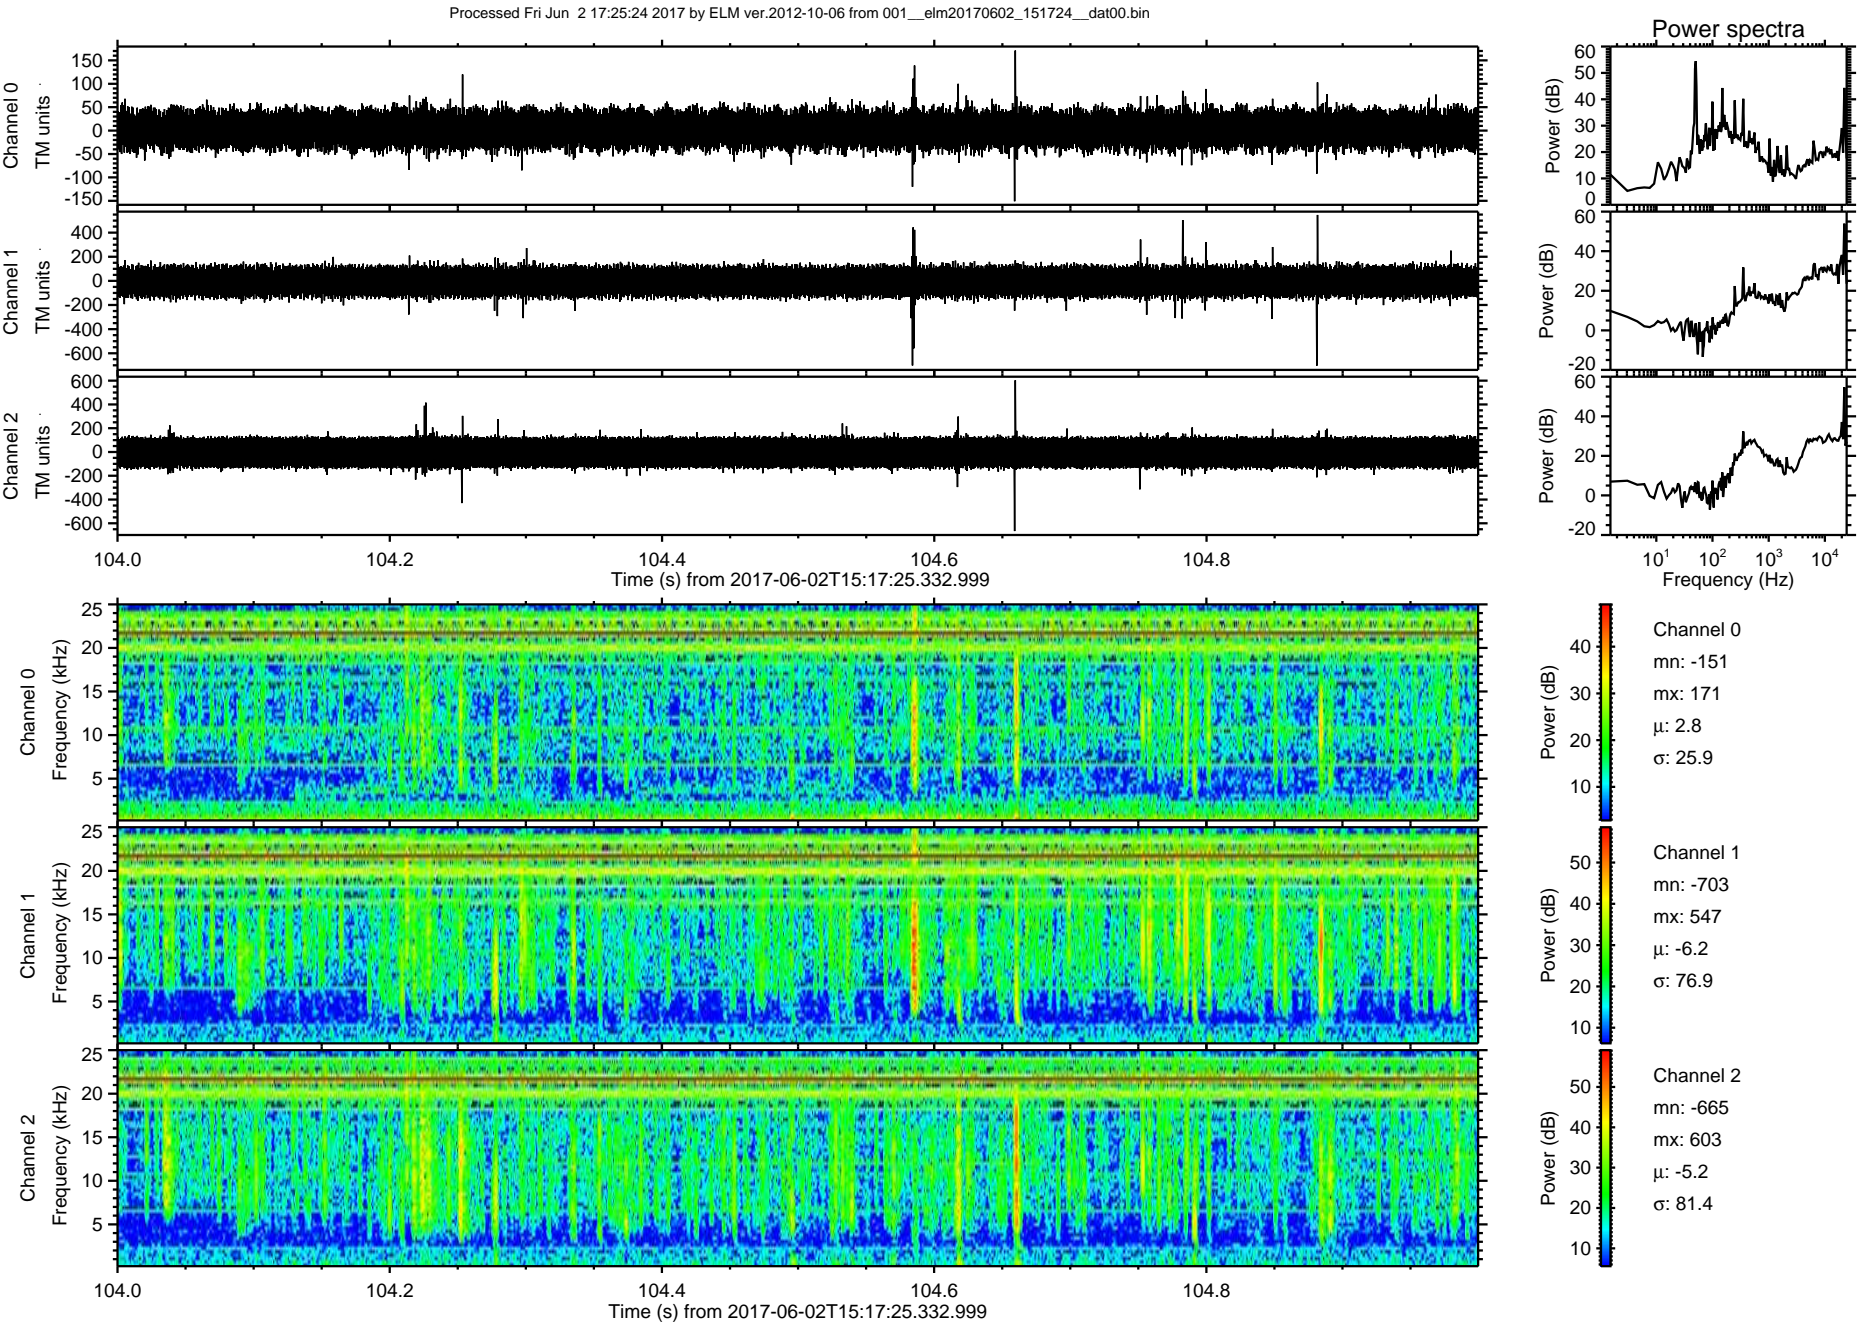 Processed Fri Jun  2 17:25:24 2017 by ELM ver.2012-10-06 from 001__elm20170602_151724__dat00.bin
Power spectra
Channel 0
TM units
150
100
50
0
-50
-100
-150
Power (dB)
60
50
40
30
20
10
0
Channel 1
TM units
400
200
0
-200
-400
-600
Power (dB)
60
40
20
0
-20
Channel 2
TM units
600
400
200
0
-200
-400
-600
Power (dB)
60
40
20
0
-20
104.0 104.2 104.4 104.6 104.8
Time (s) from 2017-06-02T15:17:25.332.999
10¹ 10² 10³ 10⁴
Frequency (Hz)
Channel 0
Frequency (kHz)
25
20
15
10
5
Power (dB)
40
30
20
10
Channel 0
mn: -151
mx: 171
μ: 2.8
σ: 25.9
Channel 1
Frequency (kHz)
25
20
15
10
5
Power (dB)
50
40
30
20
10
Channel 1
mn: -703
mx: 547
μ: -6.2
σ: 76.9
Channel 2
Frequency (kHz)
25
20
15
10
5
Power (dB)
50
40
30
20
10
Channel 2
mn: -665
mx: 603
μ: -5.2
σ: 81.4
104.0 104.2 104.4 104.6 104.8
Time (s) from 2017-06-02T15:17:25.332.999